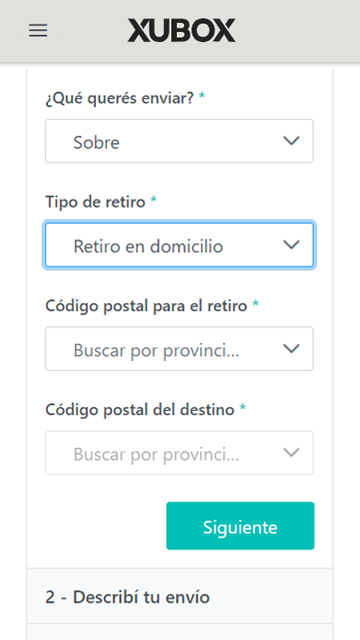 XUBOX
¿Qué querés enviar? *
Sobre
Tipo de retiro *
Retiro en domicilio
Código postal para el retiro *
Buscar por provinci...
Código postal del destino *
Buscar por provinci...
Siguiente
2 - Describí tu envío